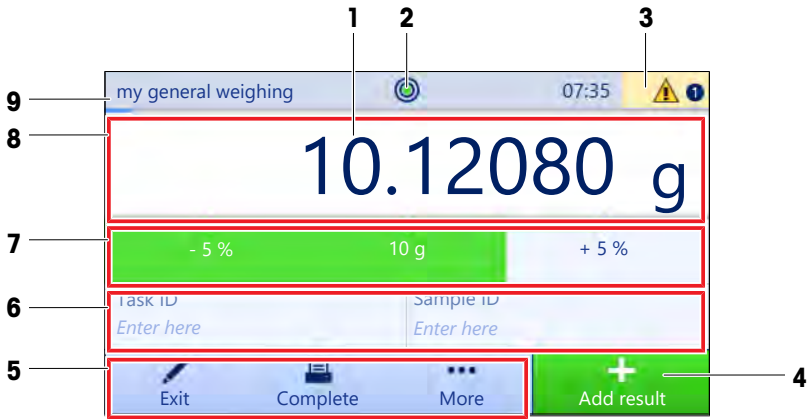 1 2 3
9 my general weighing 07:35 1
8 10.12080 g
7 - 5 % 10 g + 5 %
6 Task ID Sample ID
Enter here Enter here
5 Exit Complete More Add result 4